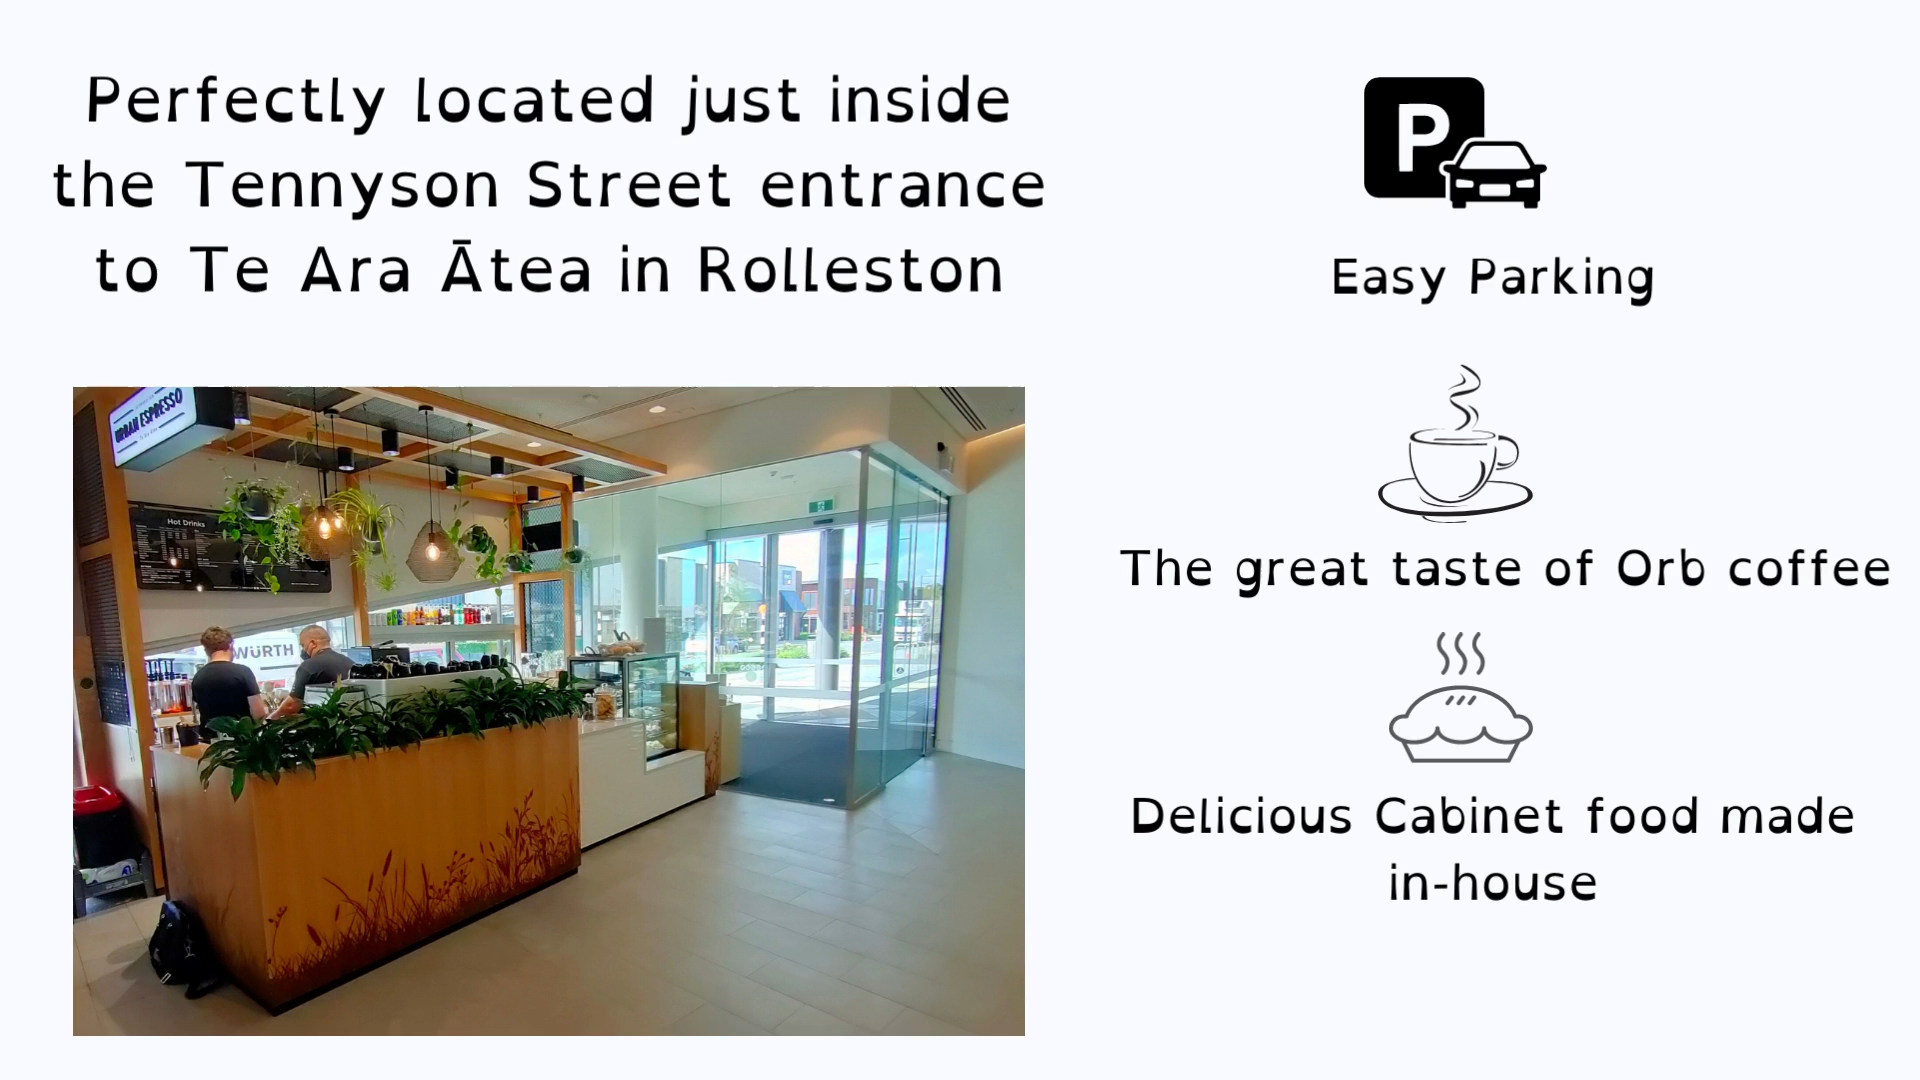 Perfectly located just inside
the Tennyson Street entrance
to Te Ara Ātea in Rolleston
P
Easy Parking
The great taste of Orb coffee
Delicious Cabinet food made
in-house
URBAN ESPRESSO
Hot Drinks
WÜRTH